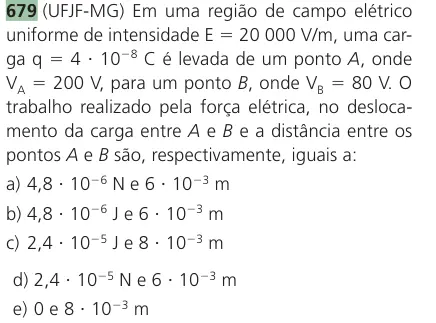 679 (UFJF-MG) Em uma região de campo elétrico
uniforme de intensidade E = 20 000 V/m, uma car-
ga q = 4 · 10⁻⁸ C é levada de um ponto A, onde
V_A = 200 V, para um ponto B, onde V_B = 80 V. O
trabalho realizado pela força elétrica, no desloca-
mento da carga entre A e B e a distância entre os
pontos A e B são, respectivamente, iguais a:
a) 4,8 · 10⁻⁶ N e 6 · 10⁻³ m
b) 4,8 · 10⁻⁶ J e 6 · 10⁻³ m
c) 2,4 · 10⁻⁵ J e 8 · 10⁻³ m
d) 2,4 · 10⁻⁵ N e 6 · 10⁻³ m
e) 0 e 8 · 10⁻³ m